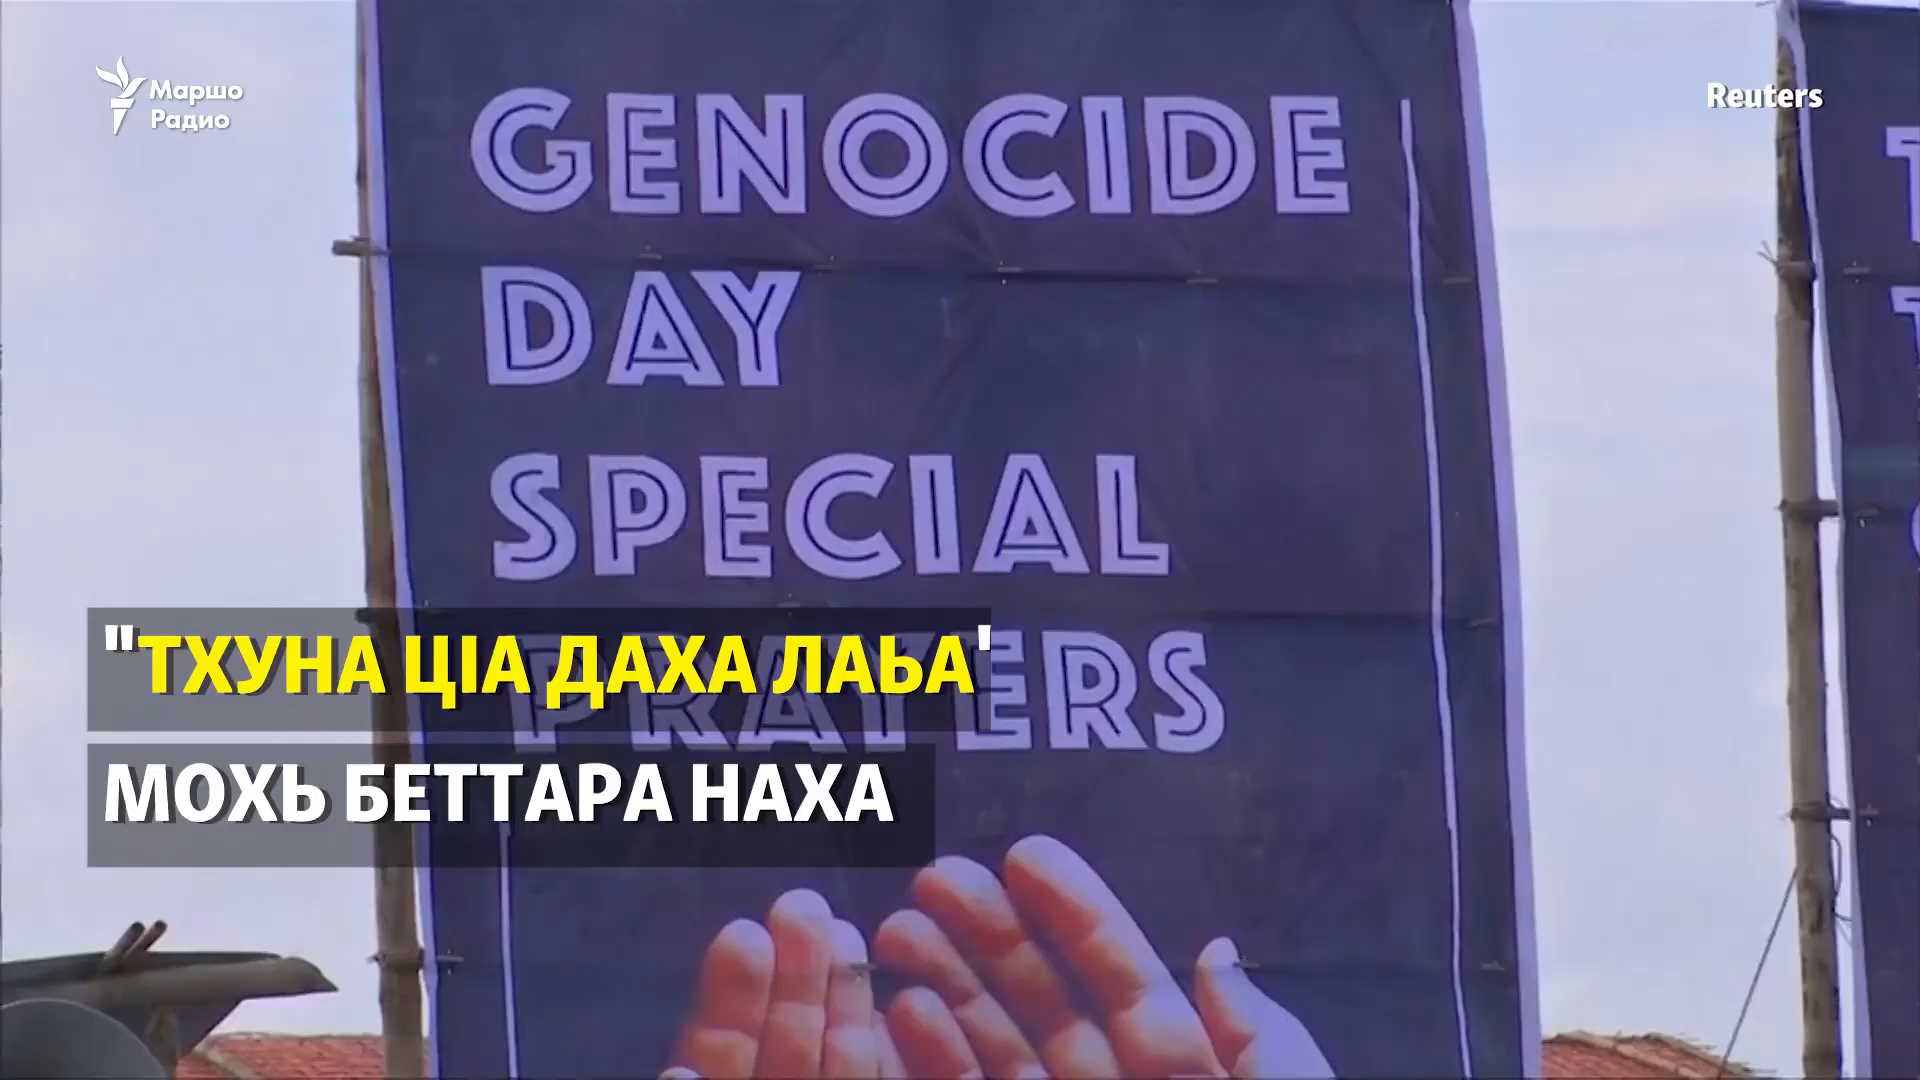 Маршо
Радио
Reuters
GENOCIDE
DAY
SPECIAL
PRAYERS
"ТХУНА ЦІА ДАХА ЛАЬА'
МОХЬ БЕТТАРА НАХА